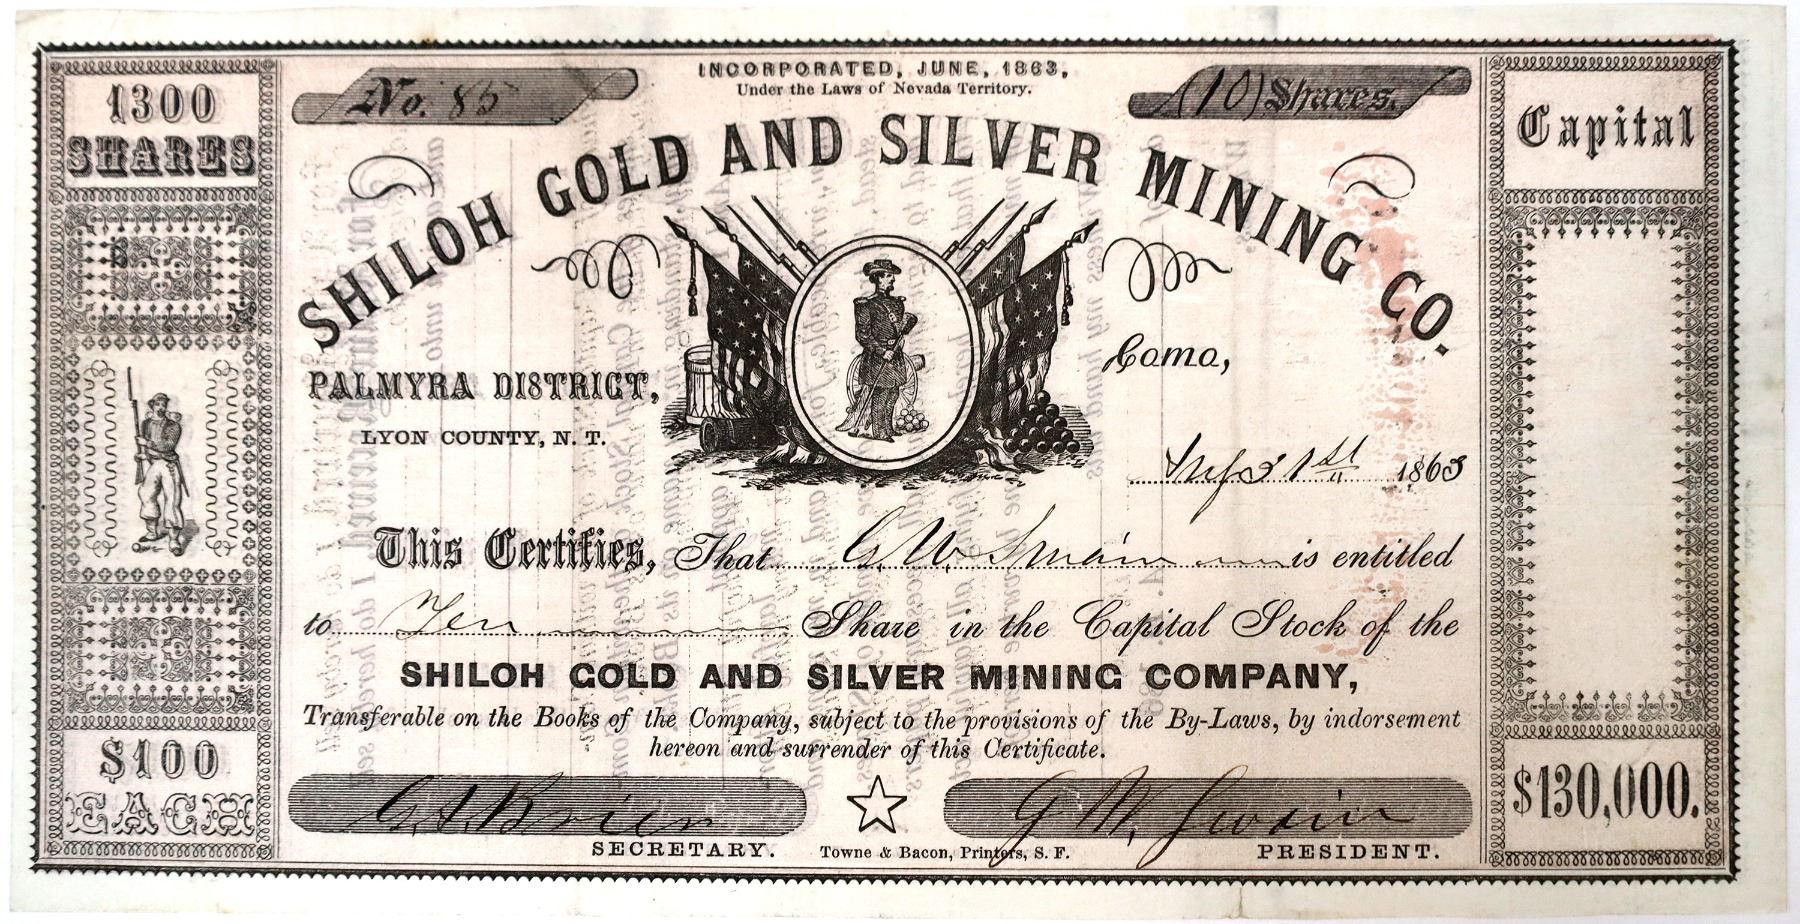 1300
SHARES
$100
EACH
No. 85
INCORPORATED, JUNE, 1863,
Under the Laws of Nevada Territory.
(10) Shares.
SHILOH GOLD AND SILVER MINING CO.
PALMYRA DISTRICT,
LYON COUNTY, N. T.
Como,
31st 1863
This Certifies, That G. W. Swain is entitled
to Ten Share in the Capital Stock of the
SHILOH GOLD AND SILVER MINING COMPANY,
Transferable on the Books of the Company, subject to the provisions of the By-Laws, by indorsement
hereon and surrender of this Certificate.
Brien
SECRETARY.
Towne & Bacon, Printers, S. F.
G W. Swain
PRESIDENT.
Capital
$130,000.